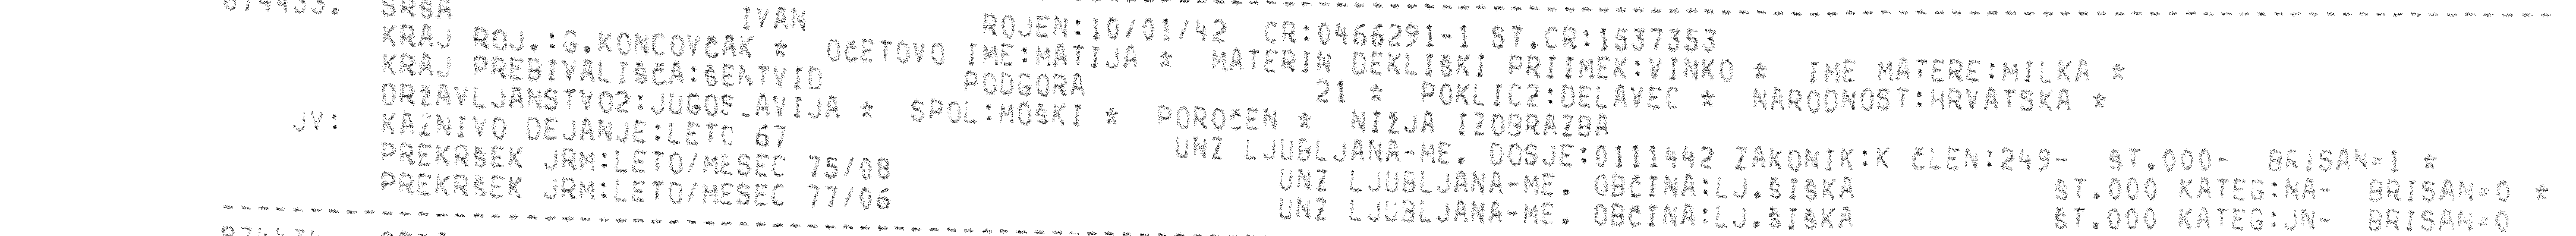 SRŠA IVAN ROJEN:10/01/42 CR:0466291-1 ŠT.CR:1537353
KRAJ ROJ.:G.KONCOVČAK * OČETOVO IME:MATIJA * MATERIN DEKLIŠKI PRIIMEK:VINKO * IME MATERE:MILKA *
KRAJ PREBIVALIŠČA:ŠENTVID PODGORA 21 * POKLIC2:DELAVEC * NARODNOST:HRVATSKA *
DRŽAVLJANSTVO2:JUGOSLAVIJA * SPOL:MOŠKI * POROČEN * NIŽJA IZOBRAZBA
JV: KAZNIVO DEJANJE:LETO 67 UNZ LJUBLJANA-ME. DOSJE:0111442 ZAKONIK:K ČLEN:249- ŠT.000- BRISAN=1 *
PREKRŠEK JRM:LETO/MESEC 75/08 UNZ LJUBLJANA-ME. OBČINA:LJ.ŠIŠKA ŠT.000 KATEG:NA- BRISAN=0 *
PREKRŠEK JRM:LETO/MESEC 77/06 UNZ LJUBLJANA-ME. OBČINA:LJ.ŠIŠKA ŠT.000 KATEG:JN- BRISAN=0